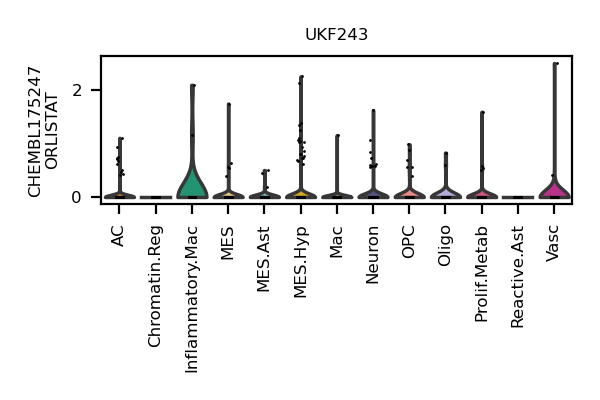 UKF243
CHEMBL175247
ORLISTAT
2
0
AC
Chromatin.Reg
Inflammatory.Mac
MES
MES.Ast
MES.Hyp
Mac
Neuron
OPC
Oligo
Prolif.Metab
Reactive.Ast
Vasc